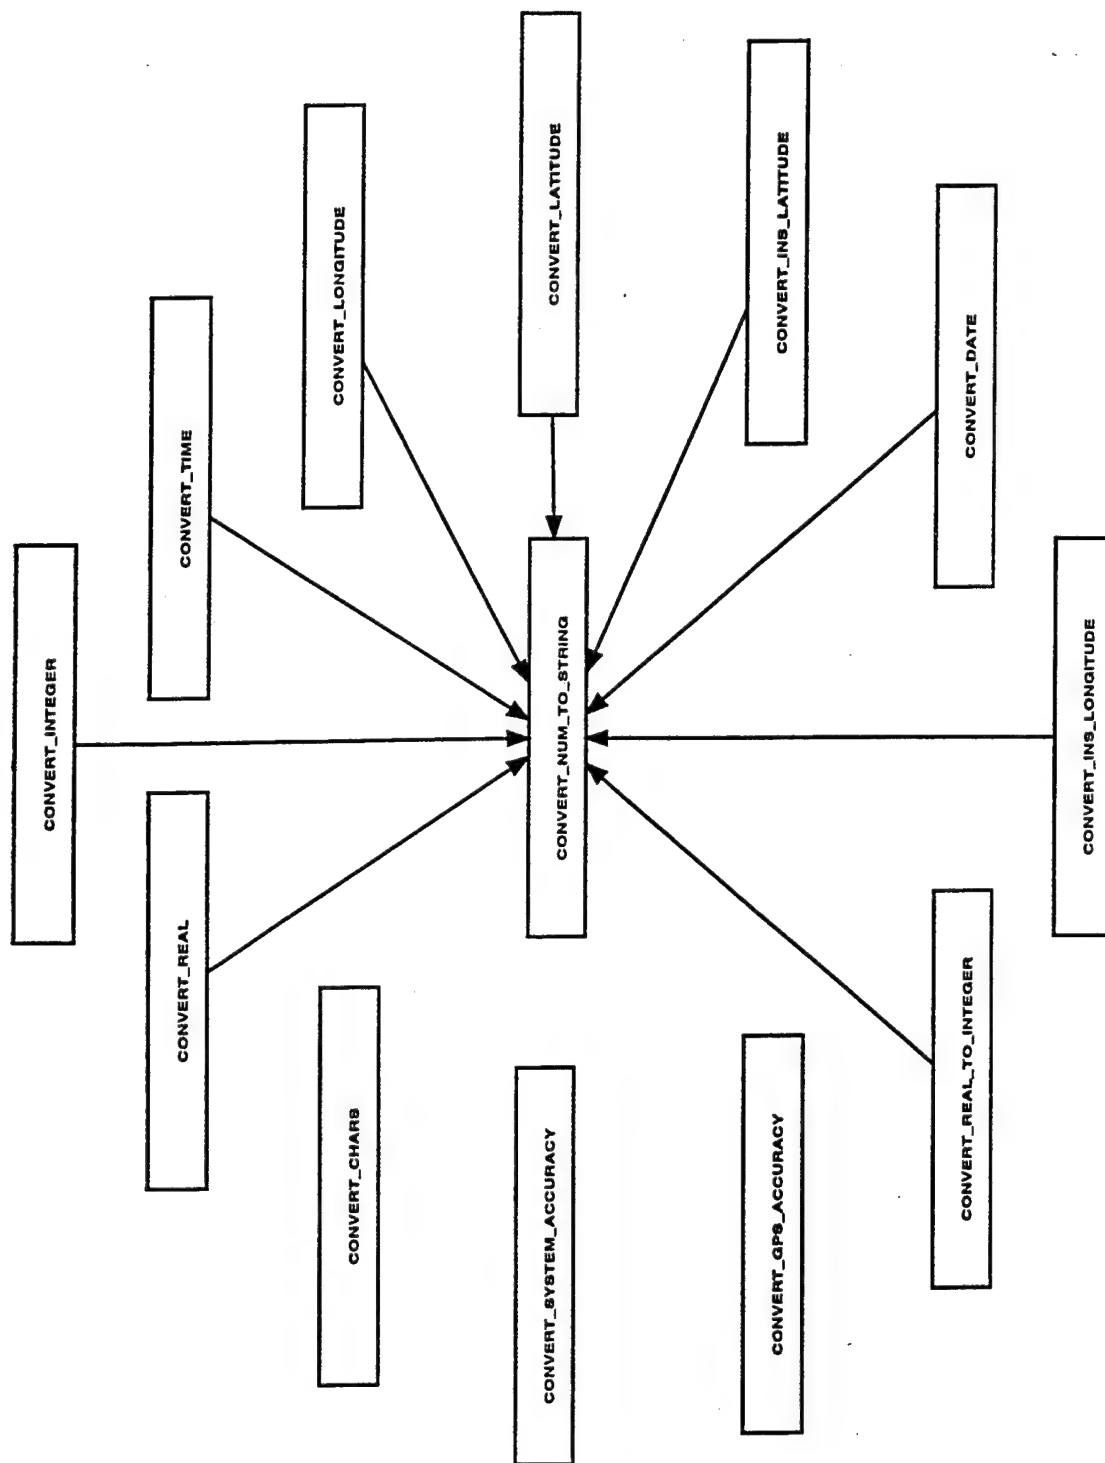 CONVERT_INTEGER
CONVERT_REAL
CONVERT_TIME
CONVERT_CHARS
CONVERT_LONGITUDE
CONVERT_SYSTEM_ACCURACY
CONVERT_NUM_TO_STRING
CONVERT_LATITUDE
CONVERT_GPS_ACCURACY
CONVERT_INS_LATITUDE
CONVERT_REAL_TO_INTEGER
CONVERT_DATE
CONVERT_INS_LONGITUDE